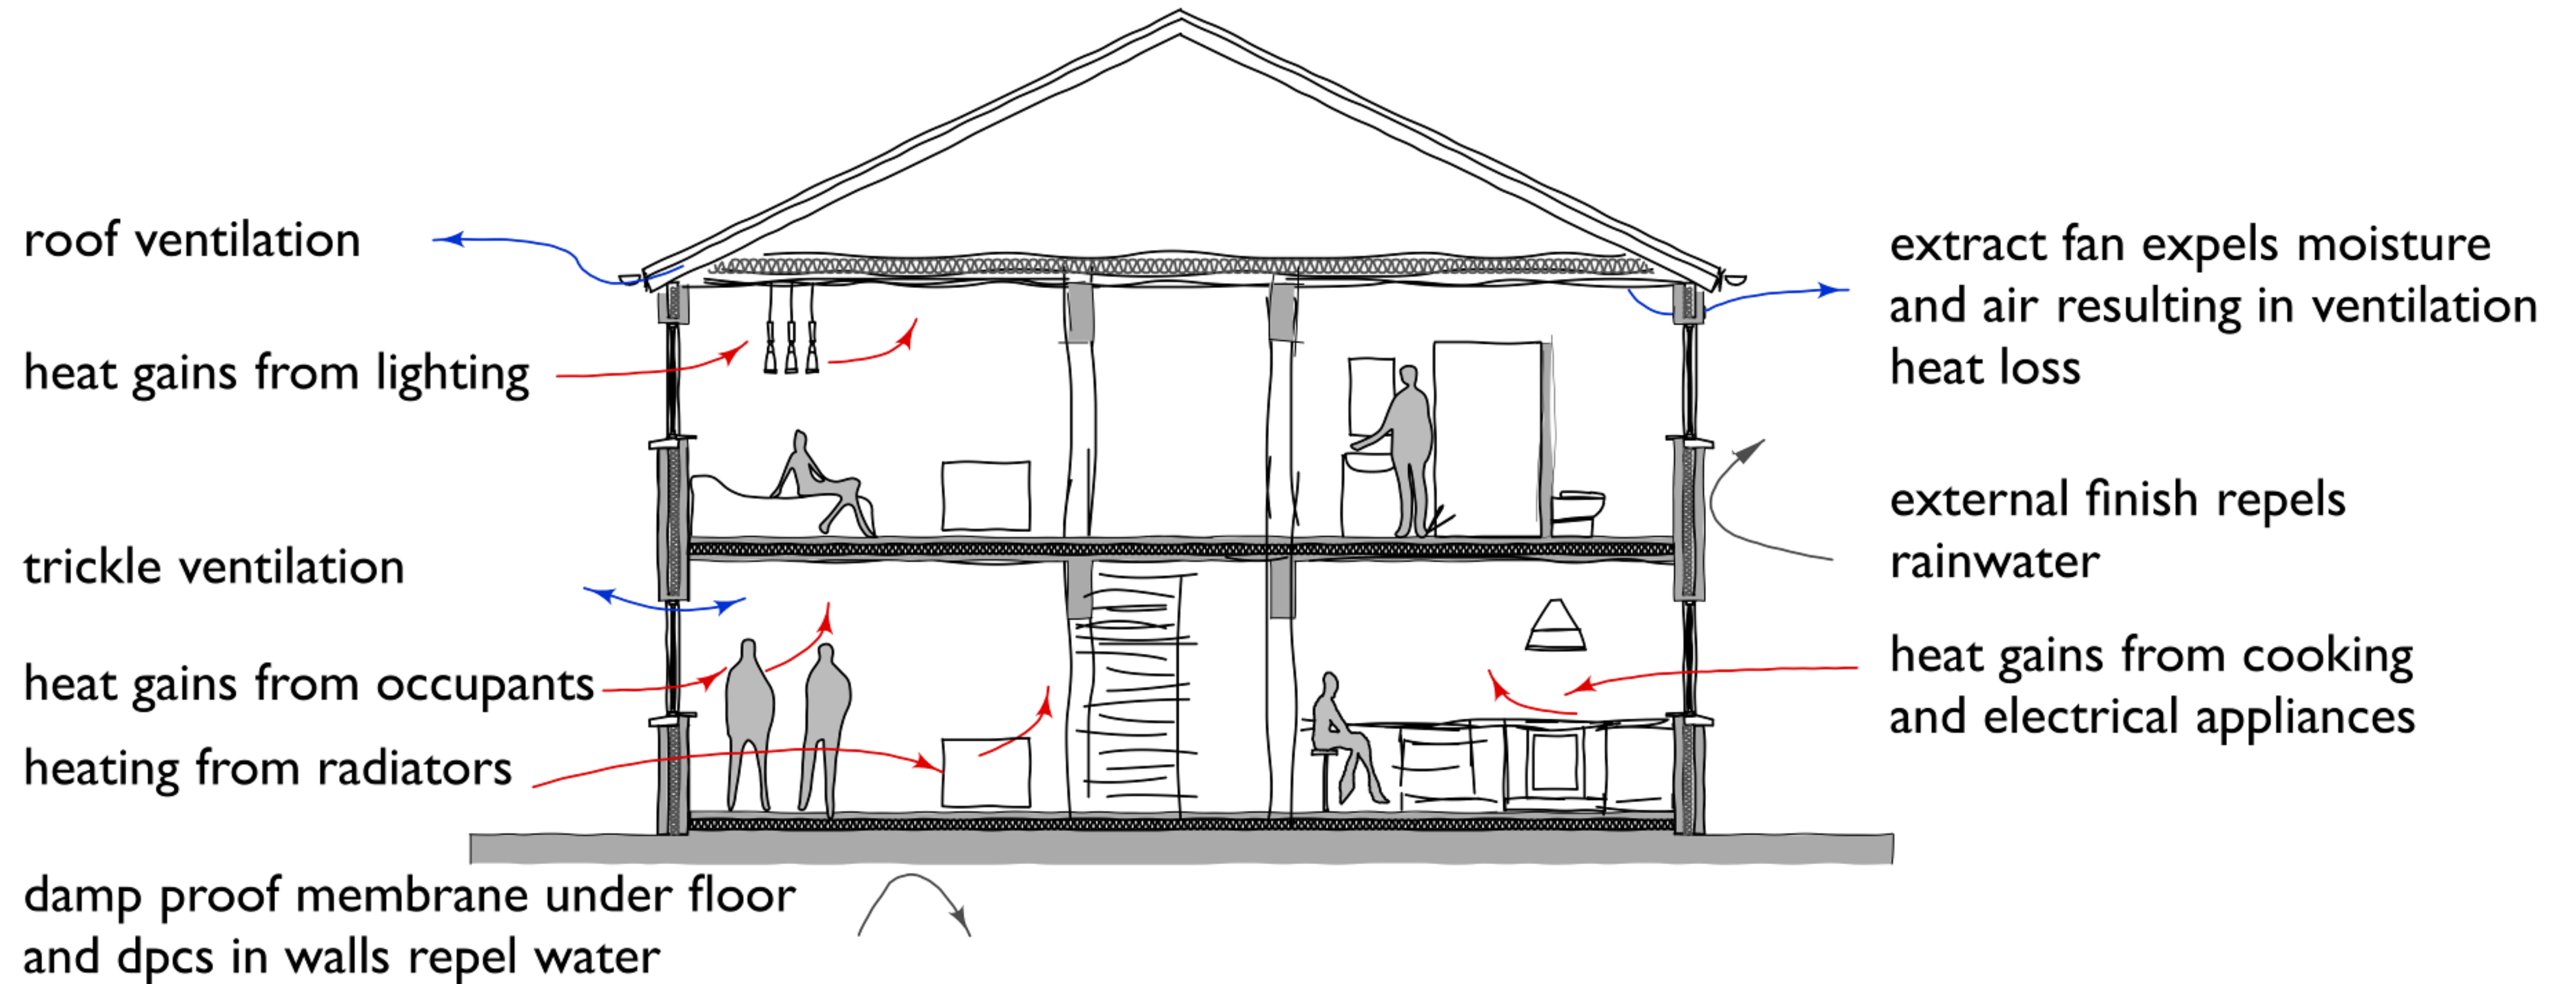 roof ventilation
heat gains from lighting
trickle ventilation
heat gains from occupants
heating from radiators
damp proof membrane under floor
and dpcs in walls repel water
extract fan expels moisture
and air resulting in ventilation
heat loss
external finish repels
rainwater
heat gains from cooking
and electrical appliances